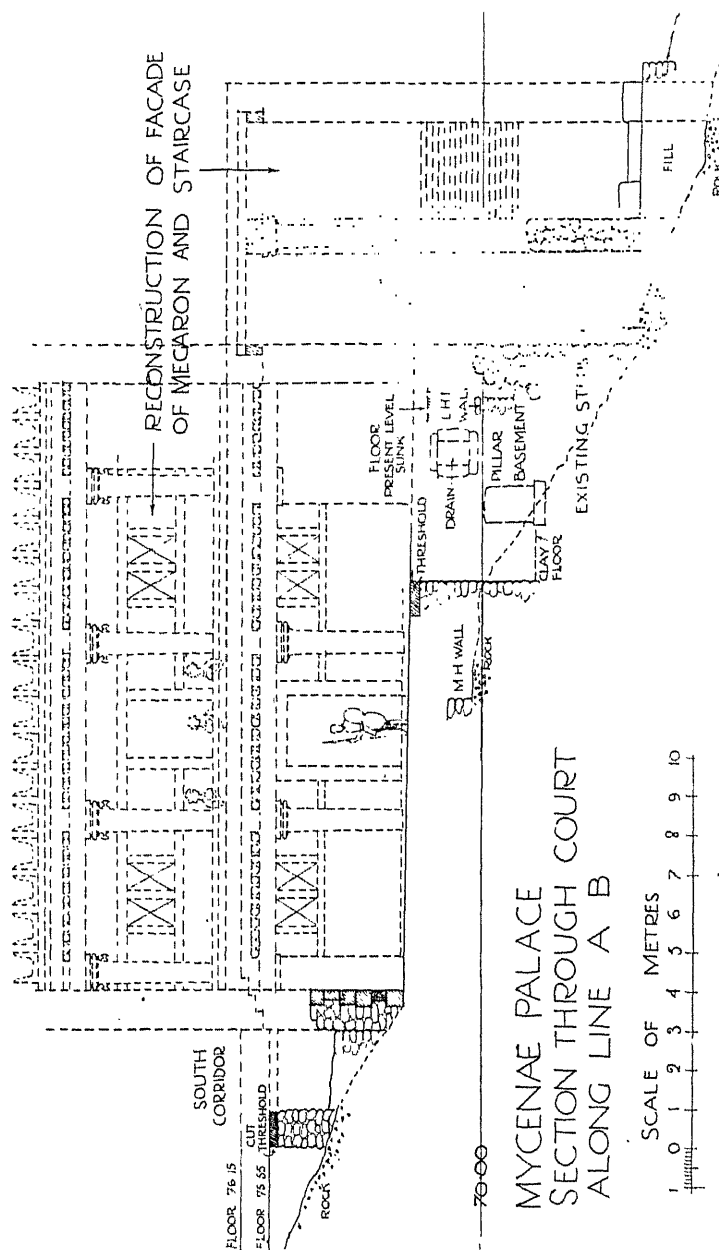 RECONSTRUCTION OF FACADE
OF MEGARON AND STAIRCASE
SOUTH
CORRIDOR
FLOOR 76 15
FLOOR 75 55
CUT
THRESHOLD
ROCK
FLOOR
PRESENT LEVEL
SUNK
THRESHOLD
DRAIN
L H I
WALL
PILLAR
BASEMENT
CLAY
FLOOR
EXISTING
M H WALL
ROCK
FILL
ROCK
70·00
MYCENAE PALACE
SECTION THROUGH COURT
ALONG LINE A B
SCALE OF METRES
1 0 1 2 3 4 5 6 7 8 9 10